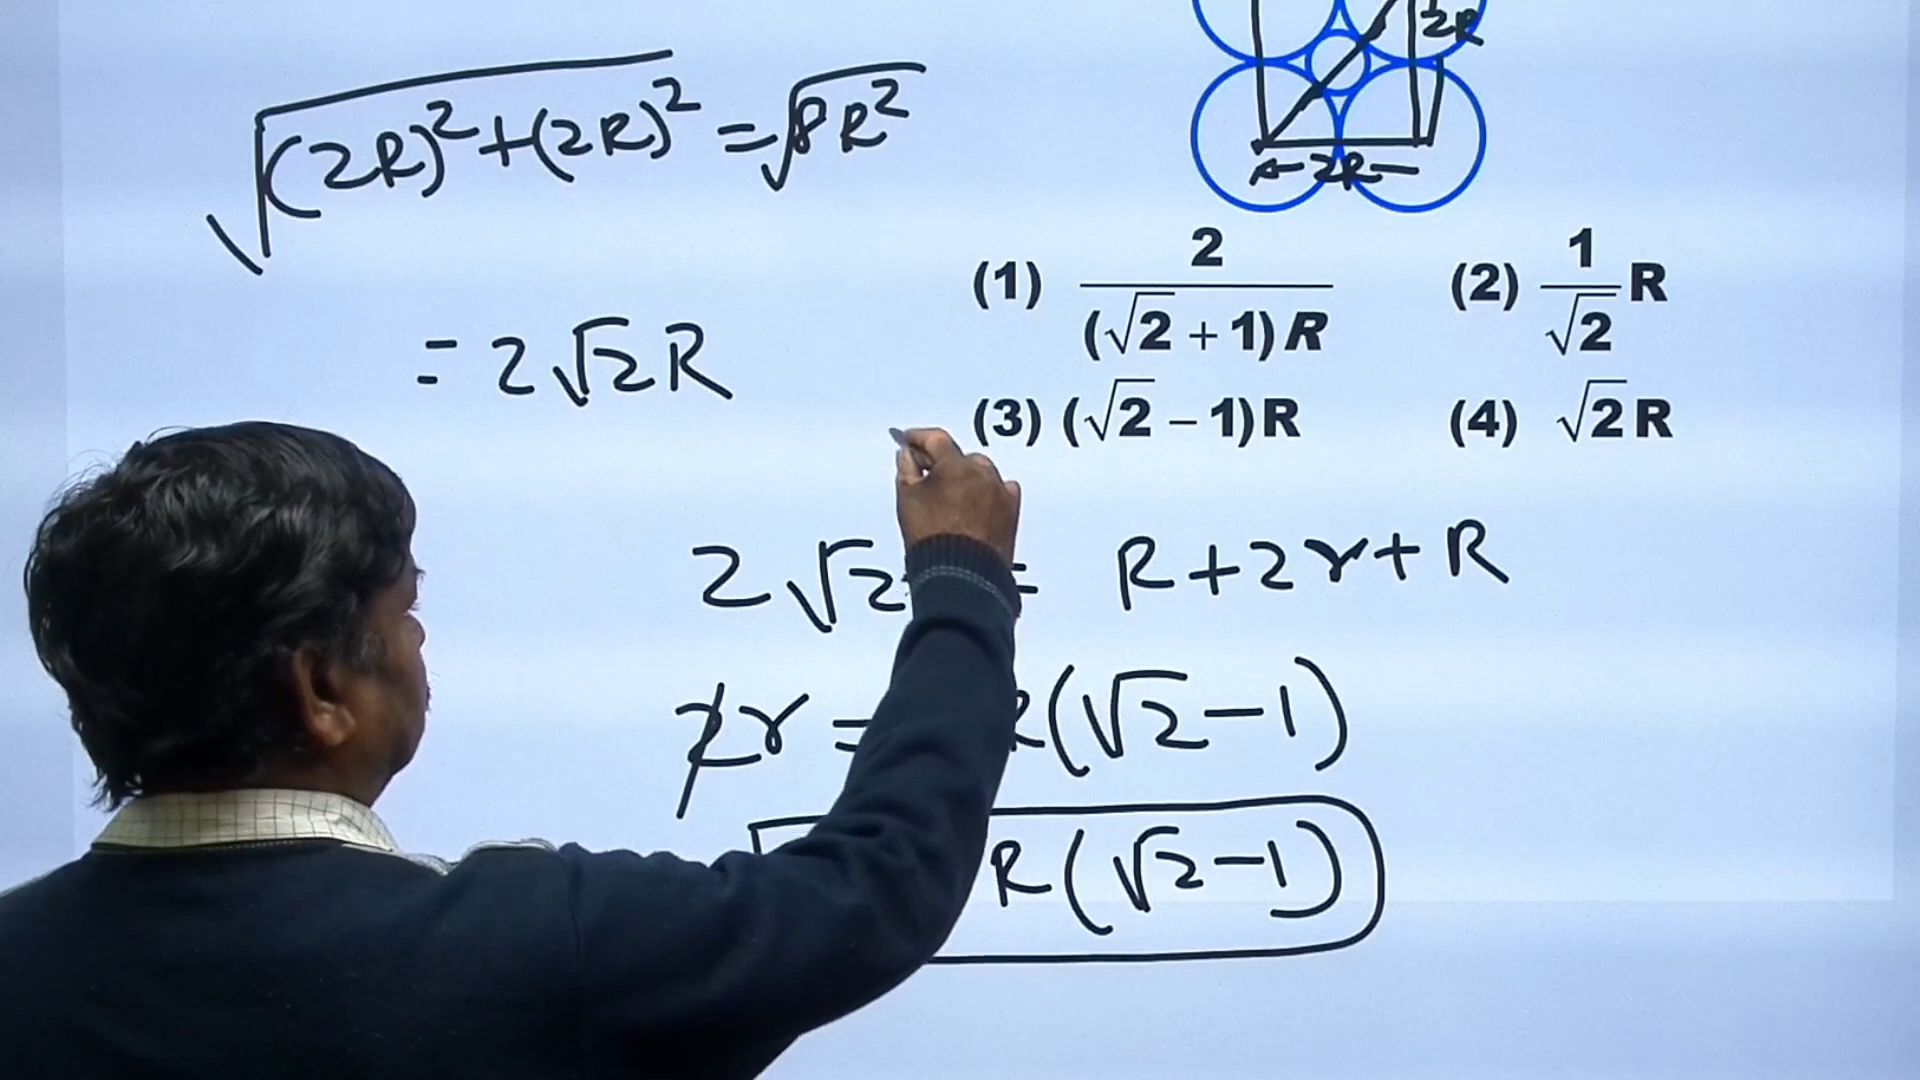 2R
√((2R)²+(2R)²) = √8R²
2R
(1) 2/((√2 + 1)R) (2) 1/√2 R
= 2√2R
(3) (√2 – 1)R (4) √2R
2√2 = R+2r+R
2r = R(√2-1)
R(√2-1)